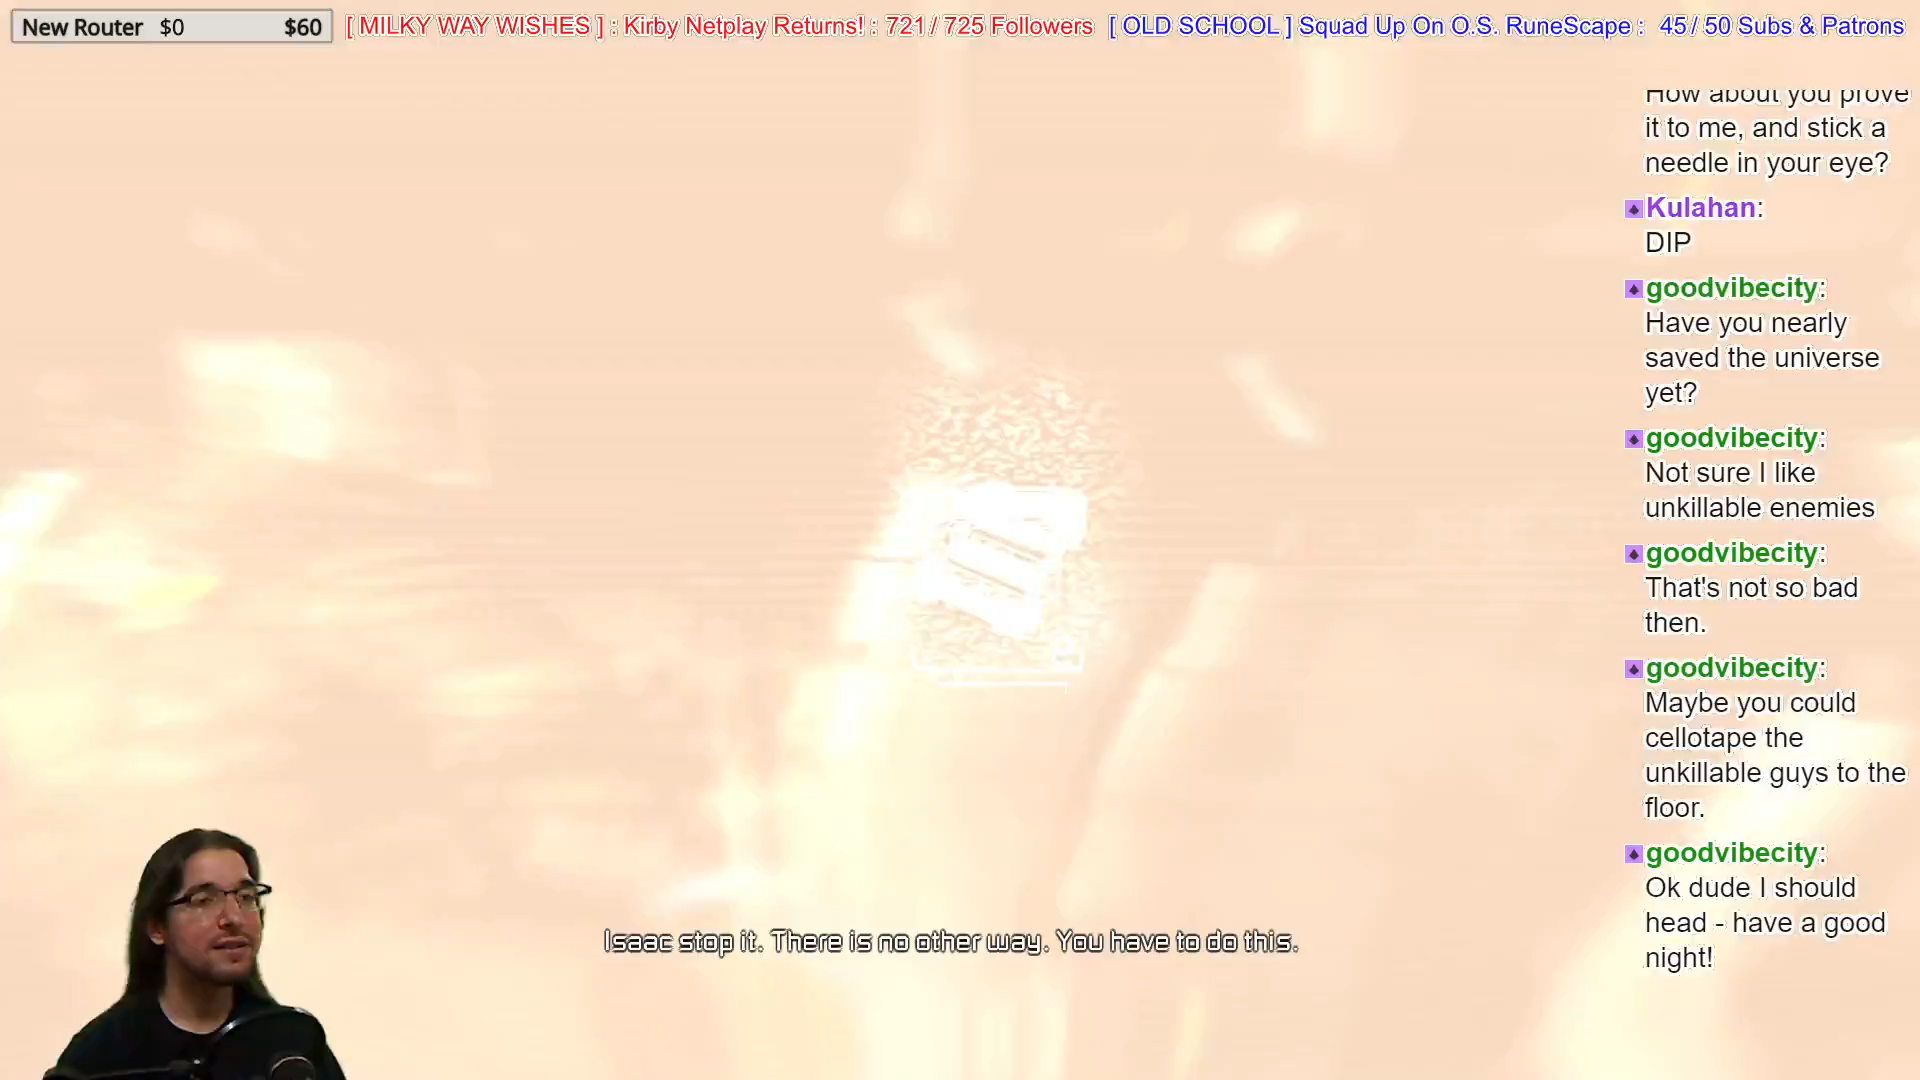 New Router $0 $60
[ MILKY WAY WISHES ] : Kirby Netplay Returns! : 721 / 725 Followers [ OLD SCHOOL ] Squad Up On O.S. RuneScape : 45 / 50 Subs & Patrons
How about you prove
it to me, and stick a
needle in your eye?
Kulahan:
DIP
goodvibecity:
Have you nearly
saved the universe
yet?
goodvibecity:
Not sure I like
unkillable enemies
goodvibecity:
That's not so bad
then.
goodvibecity:
Maybe you could
cellotape the
unkillable guys to the
floor.
goodvibecity:
Ok dude I should
head - have a good
night!
Isaac stop it. There is no other way. You have to do this.